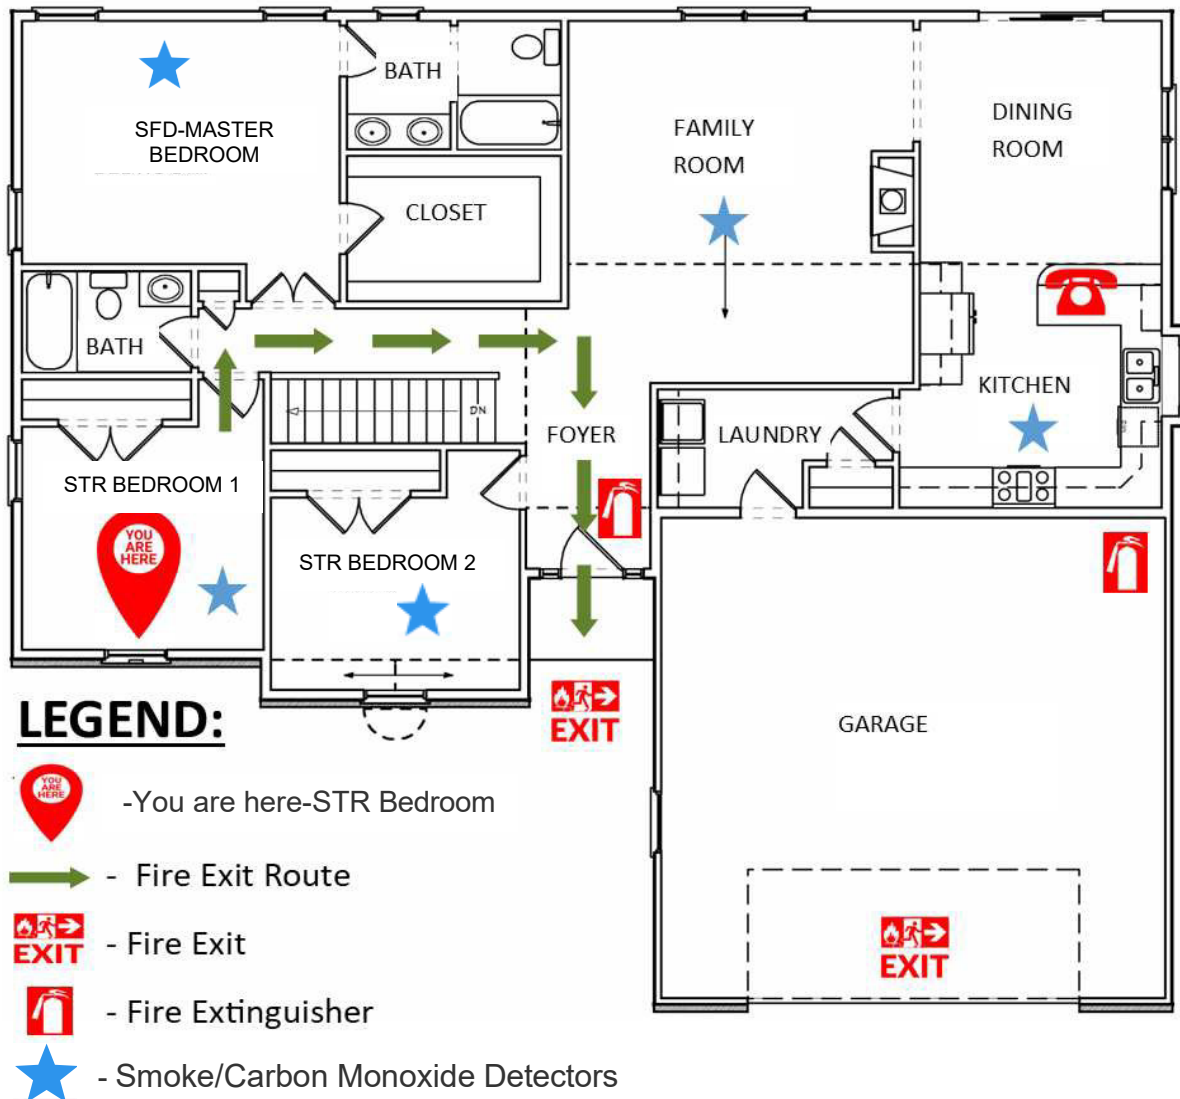 SFD-MASTER
BEDROOM
BATH
FAMILY
ROOM
DINING
ROOM
CLOSET
BATH
KITCHEN
DN
FOYER
LAUNDRY
STR BEDROOM 1
YOU
ARE
HERE
STR BEDROOM 2
EXIT
GARAGE
EXIT
LEGEND:
YOU
ARE
HERE
-You are here-STR Bedroom
- Fire Exit Route
EXIT
- Fire Exit
- Fire Extinguisher
- Smoke/Carbon Monoxide Detectors